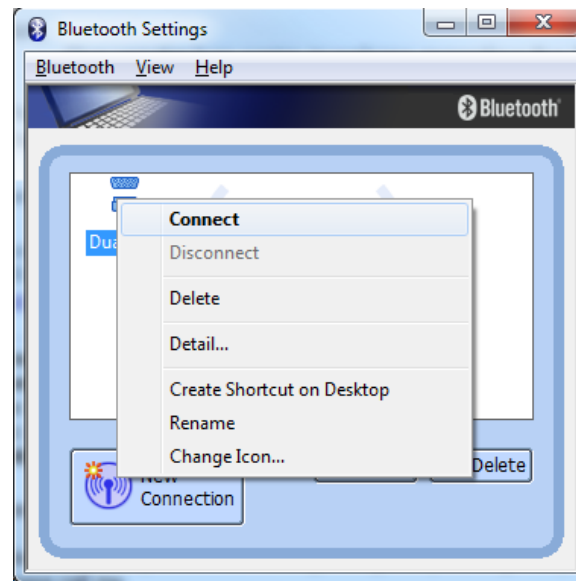 Bluetooth Settings
Bluetooth View Help
Bluetooth
Connect
Disconnect
Delete
Detail...
Create Shortcut on Desktop
Rename
Change Icon...
New
Connection
Delete